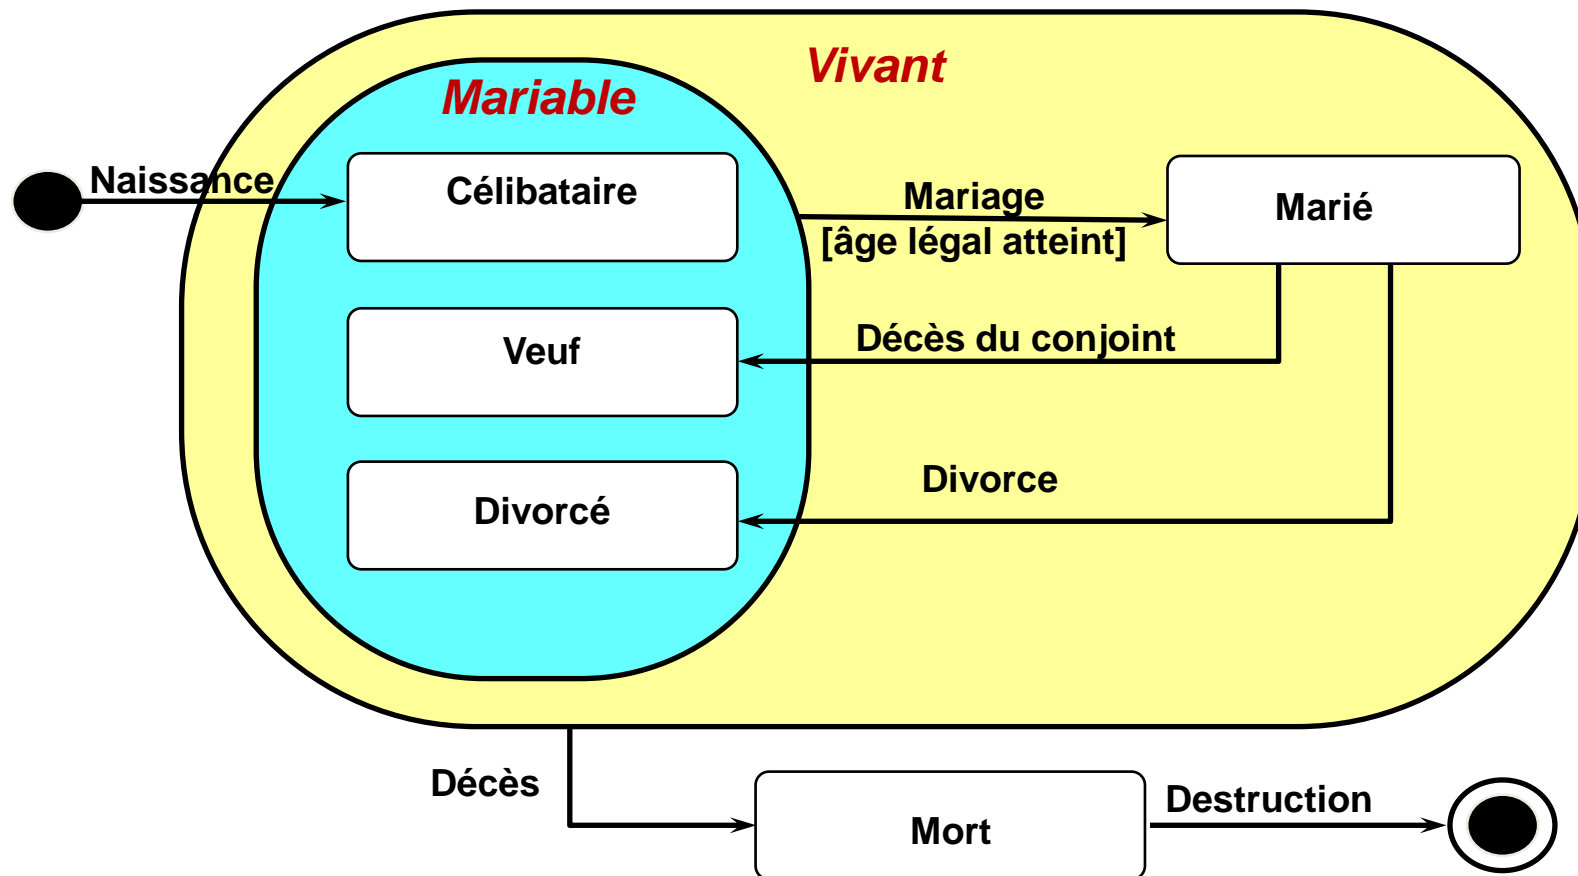 Vivant
Mariable
Naissance
Célibataire
Mariage
[âge légal atteint]
Marié
Veuf
Décès du conjoint
Divorcé
Divorce
Décès
Mort
Destruction